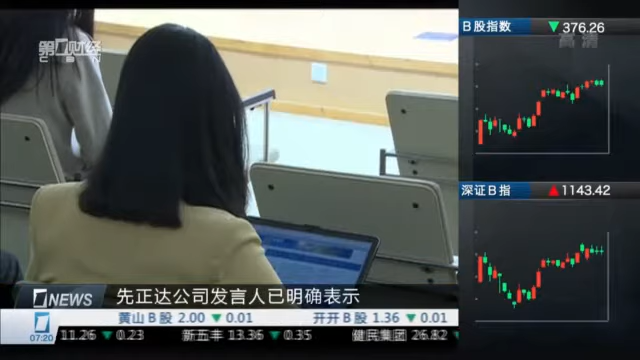 第一财经
CBN
B股指数 ▼ 376.26
高清
深证B指 ▲ 1143.42
先正达公司发言人已明确表示
NEWS
黄山B股 2.00 ▼ 0.01 开开B股 1.36 ▼ 0.01
07:20 11.26 ▼ 0.23 新五丰 13.36 ▼ 0.35 健民集团 26.82